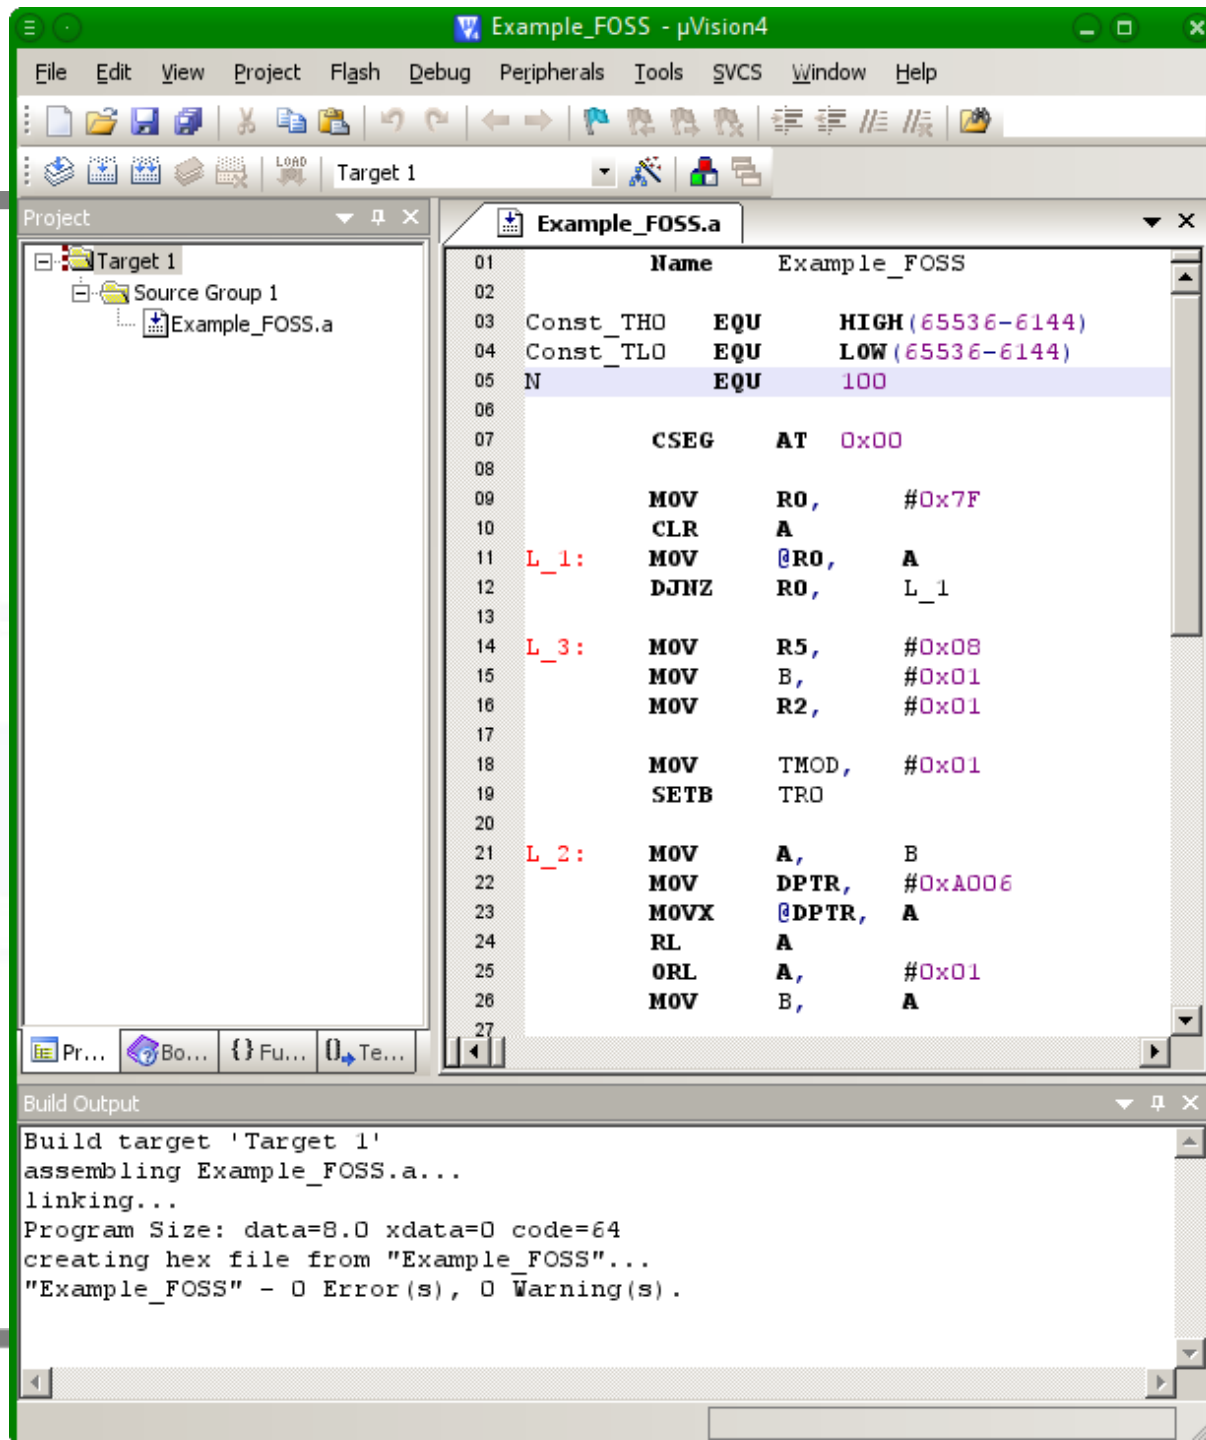 Example_FOSS - µVision4
File Edit View Project Flash Debug Peripherals Tools SVCS Window Help
LOAD Target 1
Project
Target 1
Source Group 1
Example_FOSS.a
Pr... Bo... {} Fu... Te...
Example_FOSS.a
01 Name Example_FOSS
02
03 Const_TH0 EQU HIGH(65536-6144)
04 Const_TL0 EQU LOW(65536-6144)
05 N EQU 100
06
07 CSEG AT 0x00
08
09 MOV R0, #0x7F
10 CLR A
11 L_1: MOV @R0, A
12 DJNZ R0, L_1
13
14 L_3: MOV R5, #0x08
15 MOV B, #0x01
16 MOV R2, #0x01
17
18 MOV TMOD, #0x01
19 SETB TR0
20
21 L_2: MOV A, B
22 MOV DPTR, #0xA006
23 MOVX @DPTR, A
24 RL A
25 ORL A, #0x01
26 MOV B, A
27
Build Output
Build target 'Target 1'
assembling Example_FOSS.a...
linking...
Program Size: data=8.0 xdata=0 code=64
creating hex file from "Example_FOSS"...
"Example_FOSS" - 0 Error(s), 0 Warning(s).